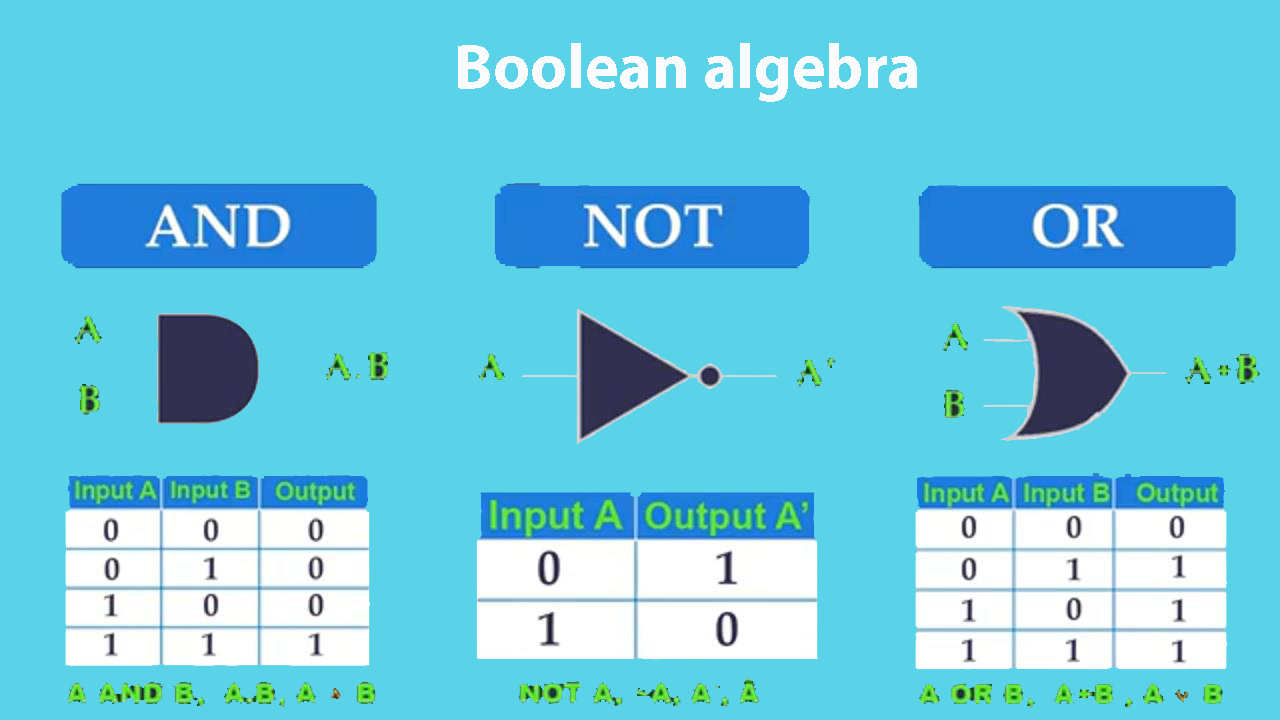 Boolean algebra
AND NOT OR
A
B
A.B
A
A'
A
B
A+B
Input A Input B Output
0 0 0
0 1 0
1 0 0
1 1 1
Input A Output A’
0 1
1 0
Input A Input B Output
0 0 0
0 1 1
1 0 1
1 1 1
A AND B, A.B, A B
NOT A, ~A, A', Ā
A OR B, A+B , A ∨ B